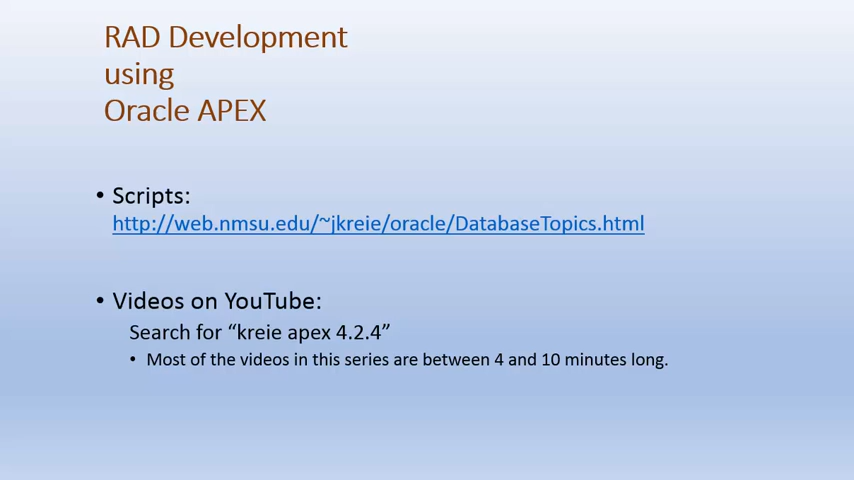 RAD Development
using
Oracle APEX
• Scripts:
http://web.nmsu.edu/~jkreie/oracle/DatabaseTopics.html
• Videos on YouTube:
Search for “kreie apex 4.2.4”
• Most of the videos in this series are between 4 and 10 minutes long.